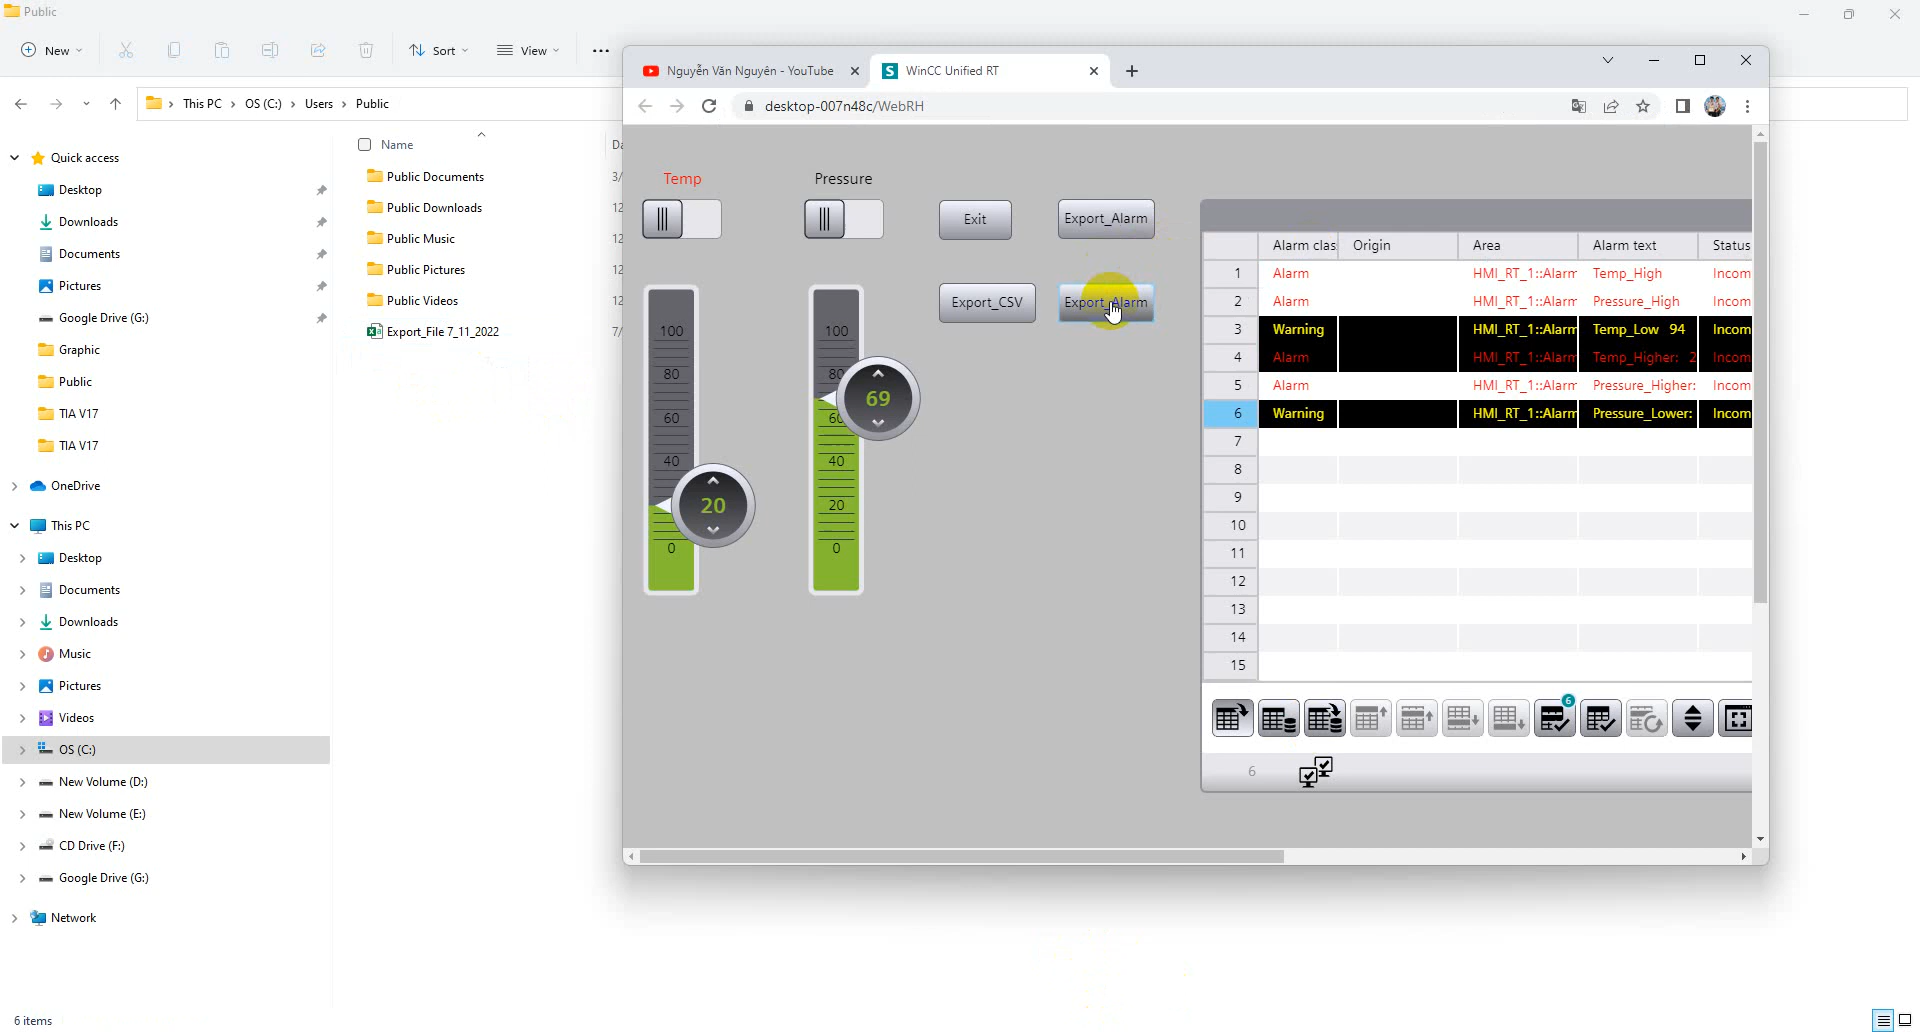 Public
New
Sort
View
This PC > OS (C:) > Users > Public
Quick access
Desktop
Downloads
Documents
Pictures
Google Drive (G:)
Graphic
Public
TIA V17
TIA V17
OneDrive
This PC
Desktop
Documents
Downloads
Music
Pictures
Videos
OS (C:)
New Volume (D:)
New Volume (E:)
CD Drive (F:)
Google Drive (G:)
Network
6 items
Name
Public Documents
Public Downloads
Public Music
Public Pictures
Public Videos
Export_File 7_11_2022
Nguyễn Văn Nguyên - YouTube
WinCC Unified RT
desktop-007n48c/WebRH
Temp
Pressure
Exit
Export_Alarm
Export_CSV
Export_Alarm
100
80
60
40
0
20
100
80
60
40
20
0
69
Alarm clas Origin Area Alarm text Status
1 Alarm HMI_RT_1::Alarm Temp_High Incom
2 Alarm HMI_RT_1::Alarm Pressure_High Incom
3 Warning HMI_RT_1::Alarm Temp_Low 94 Incom
4 Alarm HMI_RT_1::Alarm Temp_Higher: 2 Incom
5 Alarm HMI_RT_1::Alarm Pressure_Higher: Incom
6 Warning HMI_RT_1::Alarm Pressure_Lower: Incom
7
8
9
10
11
12
13
14
15
6
6